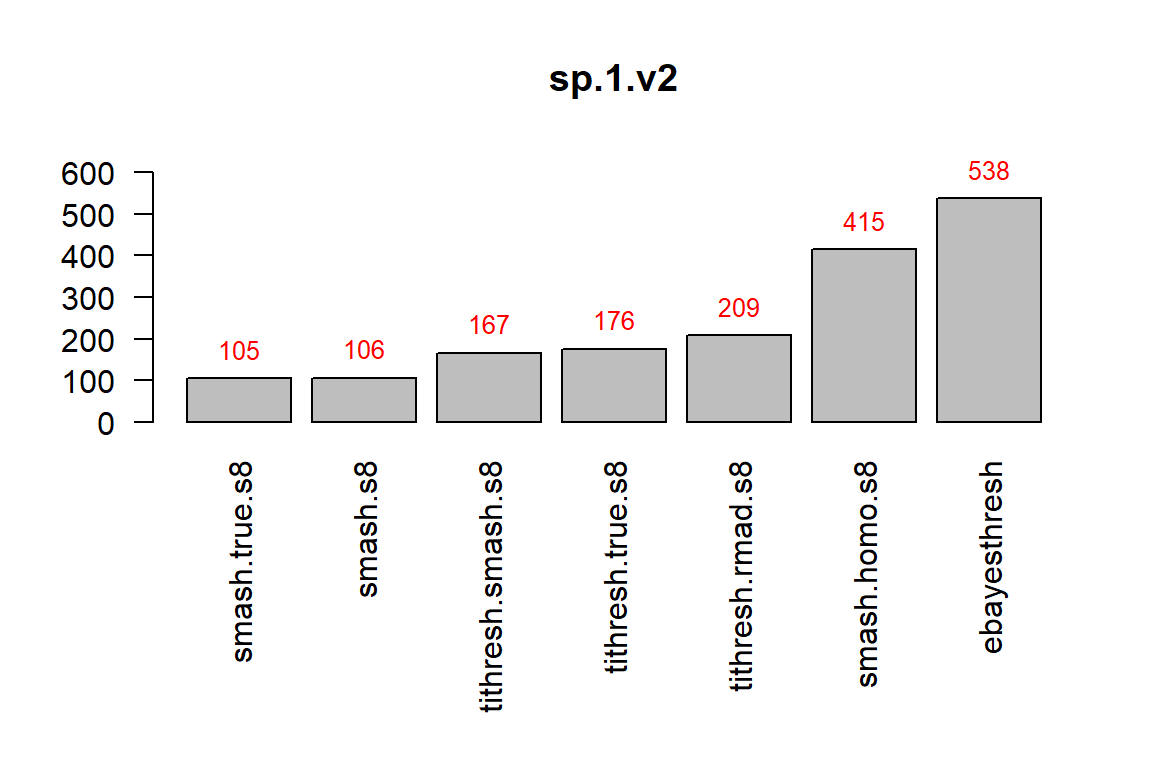 sp.1.v2
600
500
400
300
200
100
0
105
106
167
176
209
415
538
smash.true.s8
smash.s8
tithresh.smash.s8
tithresh.true.s8
tithresh.rmad.s8
smash.homo.s8
ebayesthresh